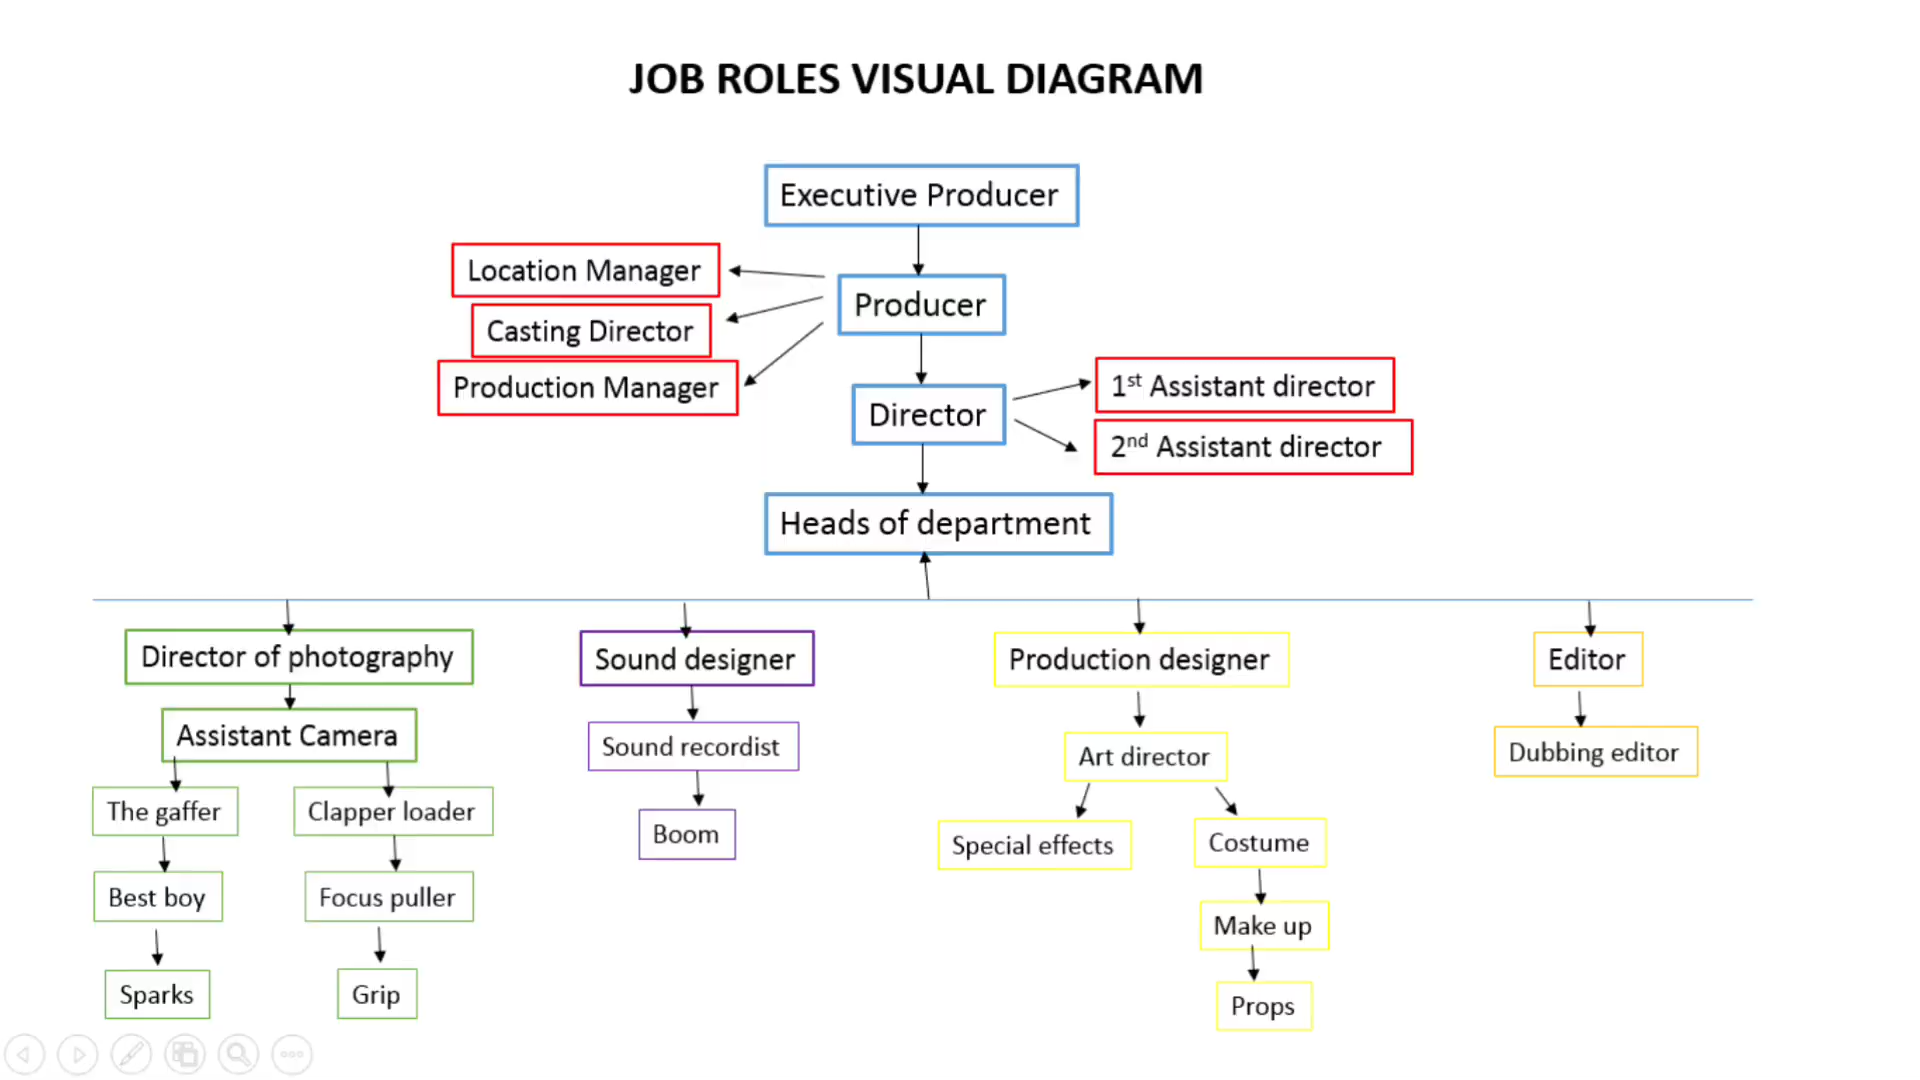 JOB ROLES VISUAL DIAGRAM
Executive Producer
Location Manager
Producer
Casting Director
Production Manager
1st Assistant director
Director
2nd Assistant director
Heads of department
Director of photography
Sound designer
Production designer
Editor
Assistant Camera
Sound recordist
Art director
Dubbing editor
The gaffer
Clapper loader
Boom
Special effects
Costume
Best boy
Focus puller
Make up
Sparks
Grip
Props